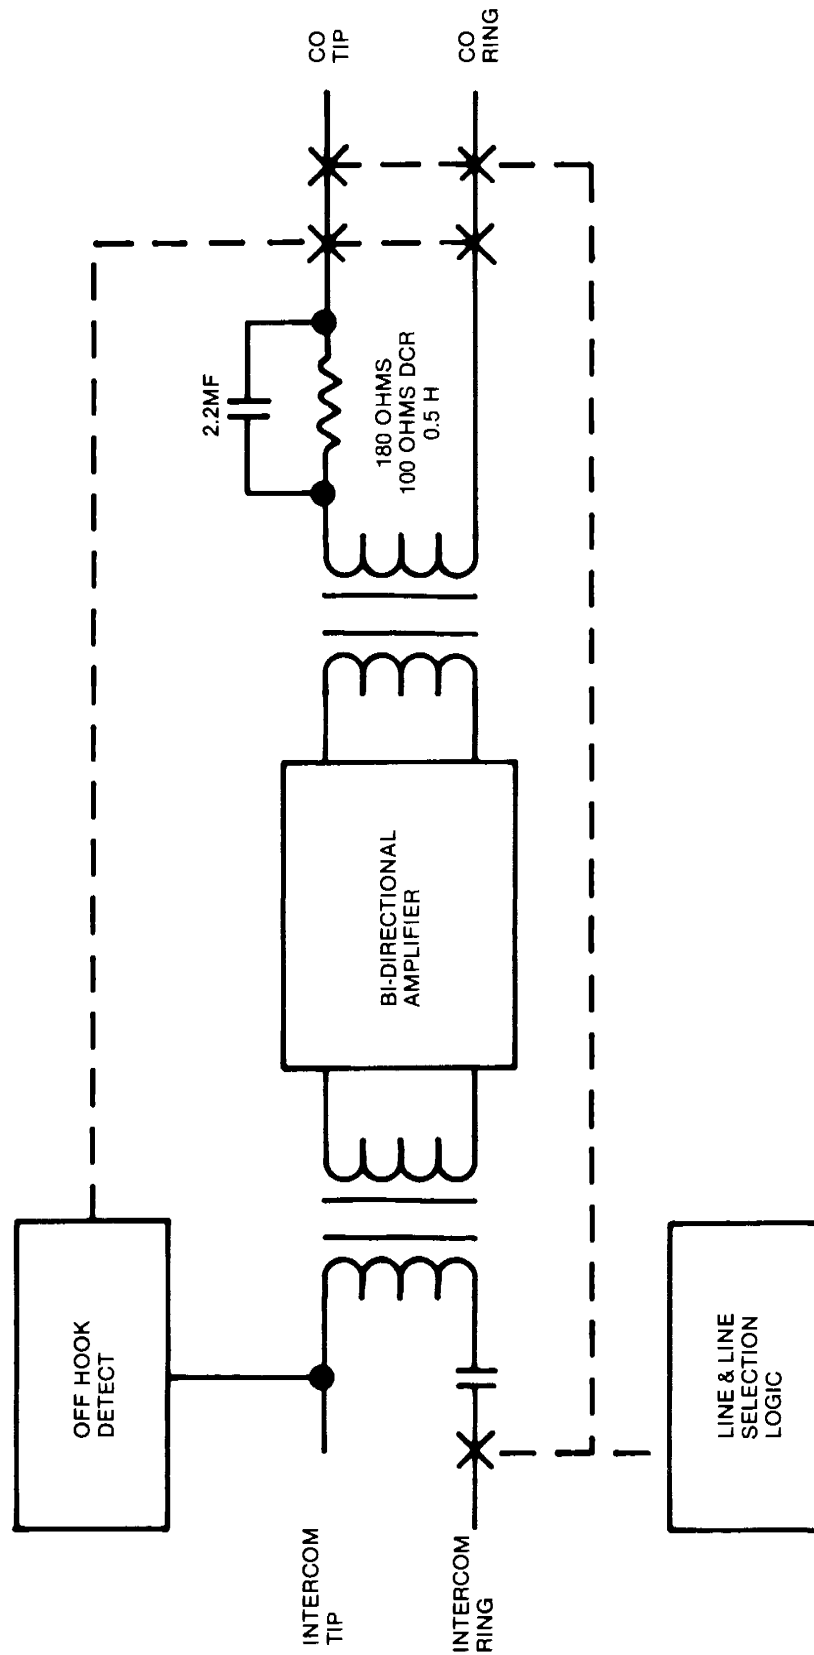 OFF HOOK
DETECT
INTERCOM
TIP
INTERCOM
RING
LINE & LINE
SELECTION
LOGIC
BI-DIRECTIONAL
AMPLIFIER
2.2MF
180 OHMS
100 OHMS DCR
0.5 H
CO
TIP
CO
RING